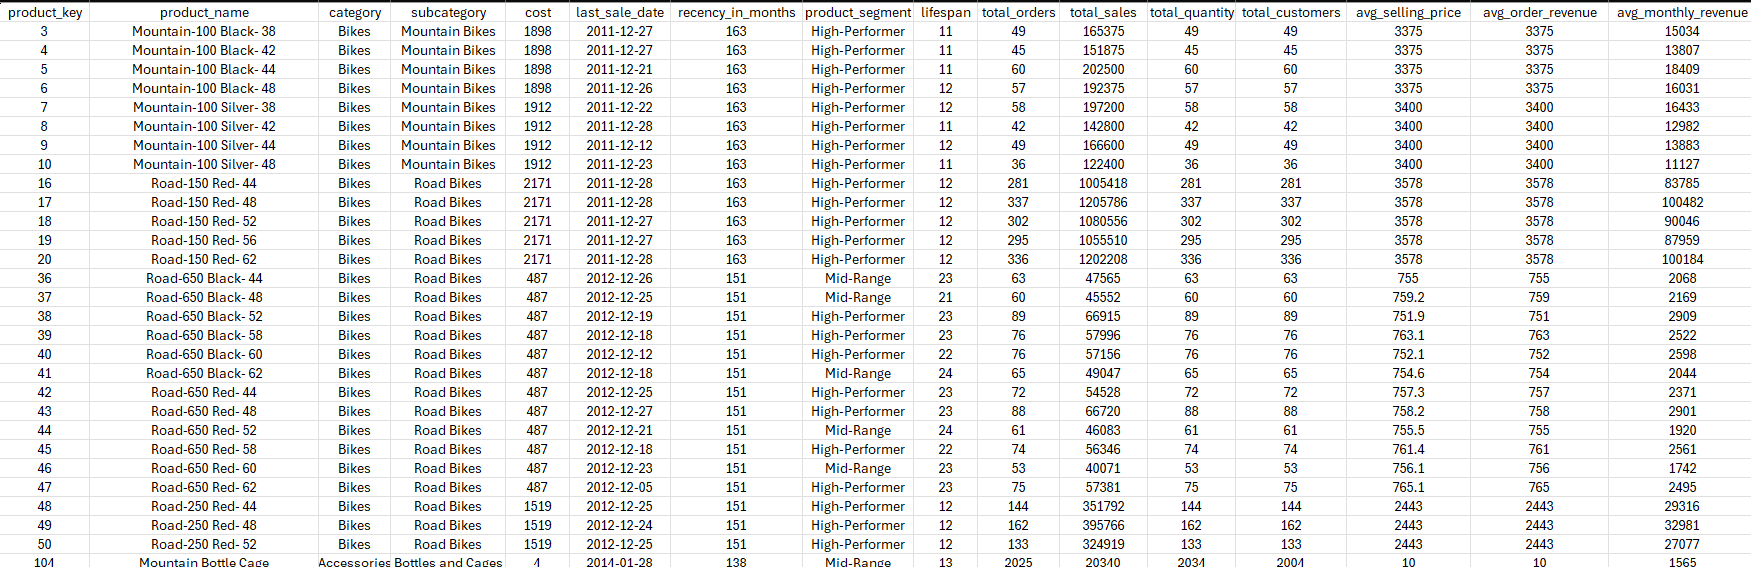 product_key product_name category subcategory cost last_sale_date recency_in_months product_segment lifespan total_orders total_sales total_quantity total_customers avg_selling_price avg_order_revenue avg_monthly_revenue
3 Mountain-100 Black- 38 Bikes Mountain Bikes 1898 2011-12-27 163 High-Performer 11 49 165375 49 49 3375 3375 15034
4 Mountain-100 Black- 42 Bikes Mountain Bikes 1898 2011-12-27 163 High-Performer 11 45 151875 45 45 3375 3375 13807
5 Mountain-100 Black- 44 Bikes Mountain Bikes 1898 2011-12-21 163 High-Performer 11 60 202500 60 60 3375 3375 18409
6 Mountain-100 Black- 48 Bikes Mountain Bikes 1898 2011-12-26 163 High-Performer 12 57 192375 57 57 3375 3375 16031
7 Mountain-100 Silver- 38 Bikes Mountain Bikes 1912 2011-12-22 163 High-Performer 12 58 197200 58 58 3400 3400 16433
8 Mountain-100 Silver- 42 Bikes Mountain Bikes 1912 2011-12-28 163 High-Performer 11 42 142800 42 42 3400 3400 12982
9 Mountain-100 Silver- 44 Bikes Mountain Bikes 1912 2011-12-12 163 High-Performer 12 49 166600 49 49 3400 3400 13883
10 Mountain-100 Silver- 48 Bikes Mountain Bikes 1912 2011-12-23 163 High-Performer 11 36 122400 36 36 3400 3400 11127
16 Road-150 Red- 44 Bikes Road Bikes 2171 2011-12-28 163 High-Performer 12 281 1005418 281 281 3578 3578 83785
17 Road-150 Red- 48 Bikes Road Bikes 2171 2011-12-28 163 High-Performer 12 337 1205786 337 337 3578 3578 100482
18 Road-150 Red- 52 Bikes Road Bikes 2171 2011-12-27 163 High-Performer 12 302 1080556 302 302 3578 3578 90046
19 Road-150 Red- 56 Bikes Road Bikes 2171 2011-12-27 163 High-Performer 12 295 1055510 295 295 3578 3578 87959
20 Road-150 Red- 62 Bikes Road Bikes 2171 2011-12-28 163 High-Performer 12 336 1202208 336 336 3578 3578 100184
36 Road-650 Black- 44 Bikes Road Bikes 487 2012-12-26 151 Mid-Range 23 63 47565 63 63 755 755 2068
37 Road-650 Black- 48 Bikes Road Bikes 487 2012-12-25 151 Mid-Range 21 60 45552 60 60 759.2 759 2169
38 Road-650 Black- 52 Bikes Road Bikes 487 2012-12-19 151 High-Performer 23 89 66915 89 89 751.9 751 2909
39 Road-650 Black- 58 Bikes Road Bikes 487 2012-12-18 151 High-Performer 23 76 57996 76 76 763.1 763 2522
40 Road-650 Black- 60 Bikes Road Bikes 487 2012-12-12 151 High-Performer 22 76 57156 76 76 752.1 752 2598
41 Road-650 Black- 62 Bikes Road Bikes 487 2012-12-18 151 Mid-Range 24 65 49047 65 65 754.6 754 2044
42 Road-650 Red- 44 Bikes Road Bikes 487 2012-12-25 151 High-Performer 23 72 54528 72 72 757.3 757 2371
43 Road-650 Red- 48 Bikes Road Bikes 487 2012-12-27 151 High-Performer 23 88 66720 88 88 758.2 758 2901
44 Road-650 Red- 52 Bikes Road Bikes 487 2012-12-21 151 Mid-Range 24 61 46083 61 61 755.5 755 1920
45 Road-650 Red- 58 Bikes Road Bikes 487 2012-12-18 151 High-Performer 22 74 56346 74 74 761.4 761 2561
46 Road-650 Red- 60 Bikes Road Bikes 487 2012-12-23 151 Mid-Range 23 53 40071 53 53 756.1 756 1742
47 Road-650 Red- 62 Bikes Road Bikes 487 2012-12-05 151 High-Performer 23 75 57381 75 75 765.1 765 2495
48 Road-250 Red- 44 Bikes Road Bikes 1519 2012-12-25 151 High-Performer 12 144 351792 144 144 2443 2443 29316
49 Road-250 Red- 48 Bikes Road Bikes 1519 2012-12-24 151 High-Performer 12 162 395766 162 162 2443 2443 32981
50 Road-250 Red- 52 Bikes Road Bikes 1519 2012-12-25 151 High-Performer 12 133 324919 133 133 2443 2443 27077
104 Mountain Bottle Cage Accessories Bottles and Cages 4 2014-01-28 138 Mid-Range 13 2025 20340 2034 2004 10 10 1565